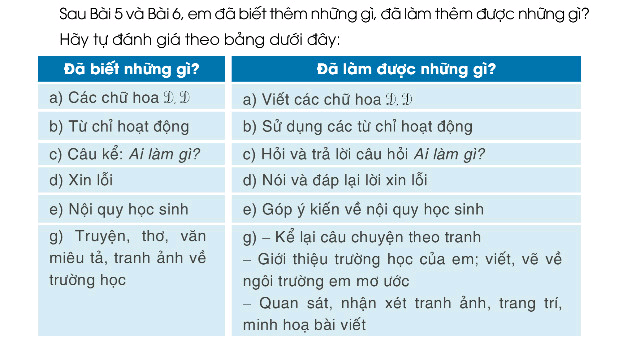 Sau Bài 5 và Bài 6, em đã biết thêm những gì, đã làm thêm được những gì?
Hãy tự đánh giá theo bảng dưới đây:
Đã biết những gì?
Đã làm được những gì?
a) Các chữ hoa D, Đ
a) Viết các chữ hoa D, Đ
b) Từ chỉ hoạt động
b) Sử dụng các từ chỉ hoạt động
c) Câu kể: Ai làm gì?
c) Hỏi và trả lời câu hỏi Ai làm gì?
d) Xin lỗi
d) Nói và đáp lại lời xin lỗi
e) Nội quy học sinh
e) Góp ý kiến về nội quy học sinh
g) Truyện, thơ, văn
miêu tả, tranh ảnh về
trường học
g) – Kể lại câu chuyện theo tranh
– Giới thiệu trường học của em; viết, vẽ về
ngôi trường em mơ ước
– Quan sát, nhận xét tranh ảnh, trang trí,
minh hoạ bài viết